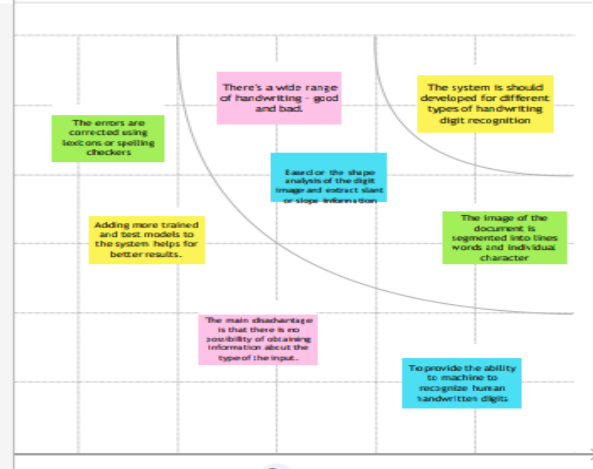 There's a wide range
of handwriting - good
and bad.
The system is should
developed for different
types of handwriting
digit recognition
The errors are
corrected using
lexicons or spelling
checkers
Based on the shape
analysis of the digit
image and extract slant
or slope information
Adding more trained
and test models to
the system helps for
better results.
The image of the
document is
segmented into lines
words and individual
character
The main disadvantage
is that there is no
possibility of obtaining
information about the
type of the input..
To provide the ability
to machine to
recognize human
handwritten digits